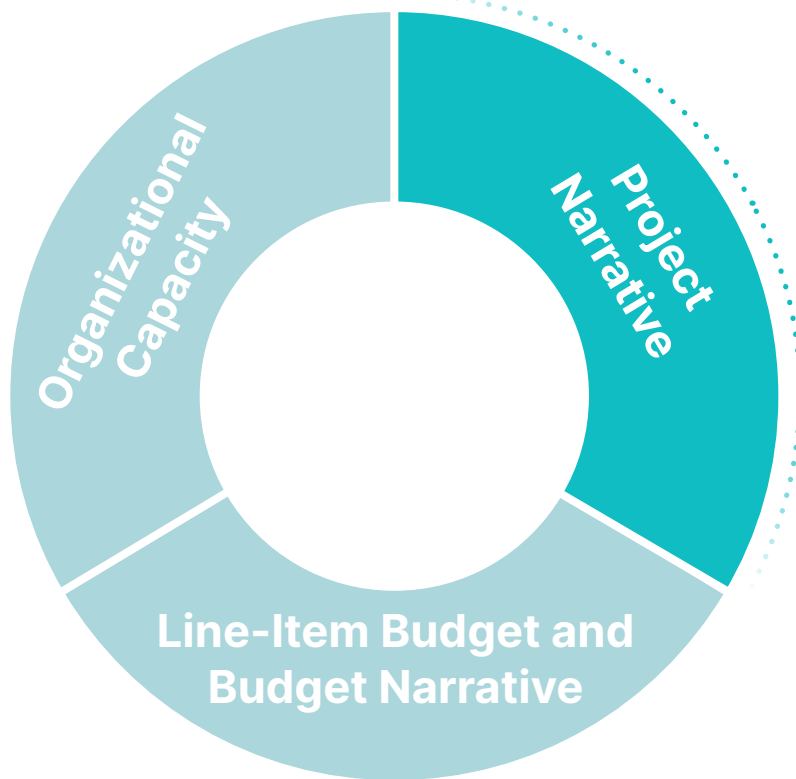 Project
Narrative
Line-Item Budget and
Budget Narrative
Organizational
Capacity